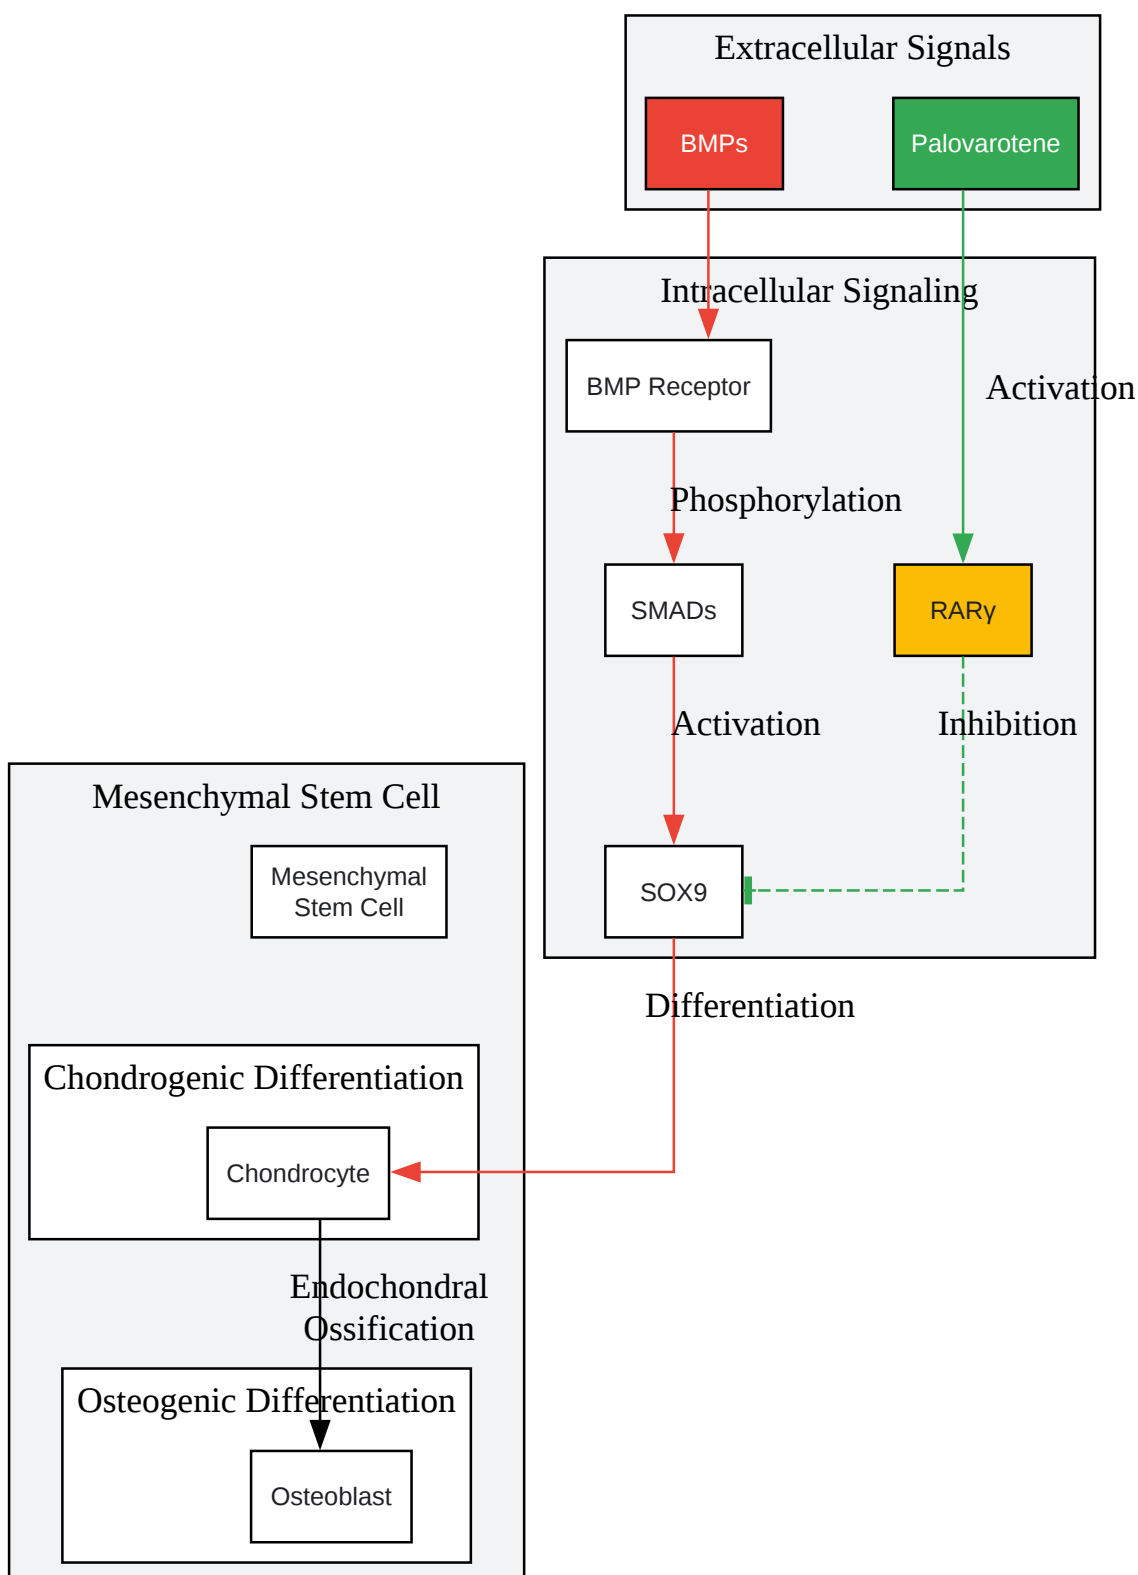 Extracellular Signals
BMPs
Palovarotene
Intracellular Signaling
BMP Receptor
Activation
Phosphorylation
SMADs
RARγ
Activation
Inhibition
Mesenchymal Stem Cell
Mesenchymal
Stem Cell
SOX9
Differentiation
Chondrogenic Differentiation
Chondrocyte
Endochondral
Ossification
Osteogenic Differentiation
Osteoblast